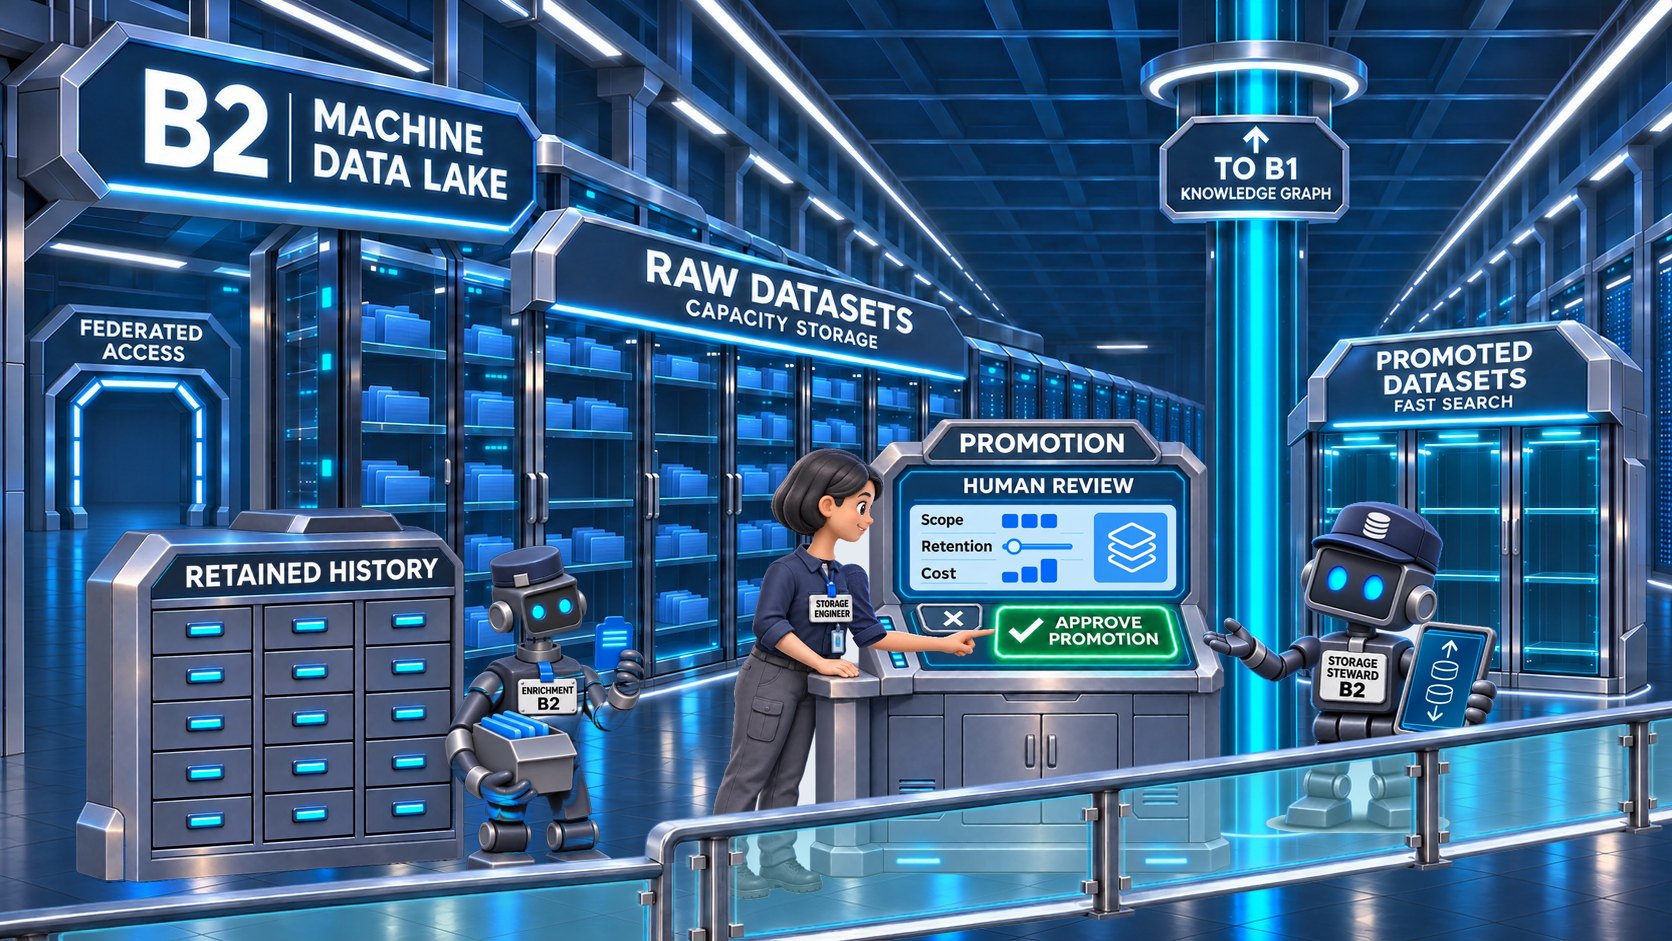 B2
MACHINE
DATA LAKE
TO B1
KNOWLEDGE GRAPH
RAW DATASETS
CAPACITY STORAGE
FEDERATED
ACCESS
PROMOTED
DATASETS
FAST SEARCH
PROMOTION
HUMAN REVIEW
Scope
Retention
Cost
APPROVE
PROMOTION
RETAINED HISTORY
STORAGE
ENGINEER
ENRICHMENT
B2
STORAGE
STEWARD
B2